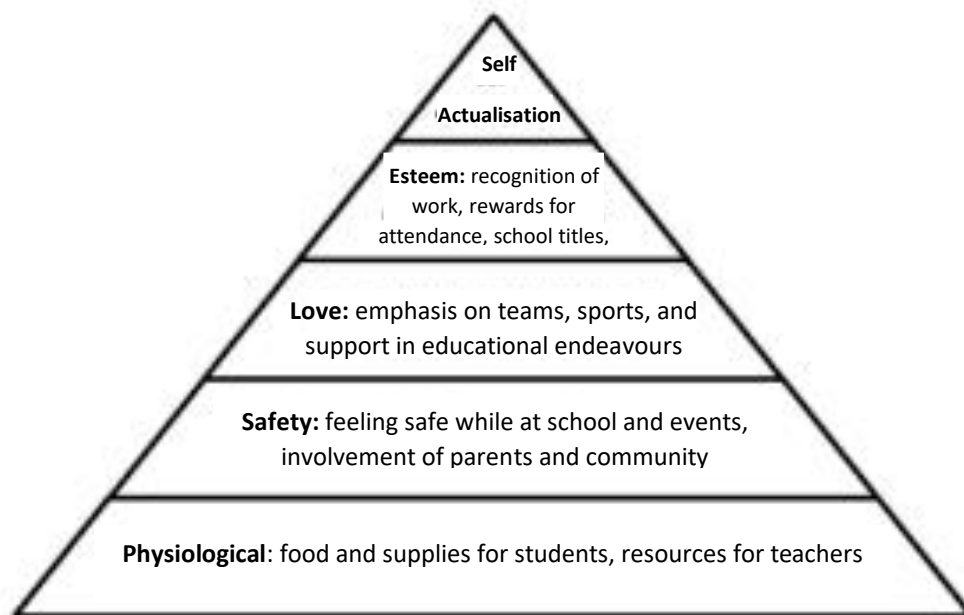 Self
Actualisation
Esteem: recognition of
work, rewards for
attendance, school titles,
Love: emphasis on teams, sports, and
support in educational endeavours
Safety: feeling safe while at school and events,
involvement of parents and community
Physiological: food and supplies for students, resources for teachers